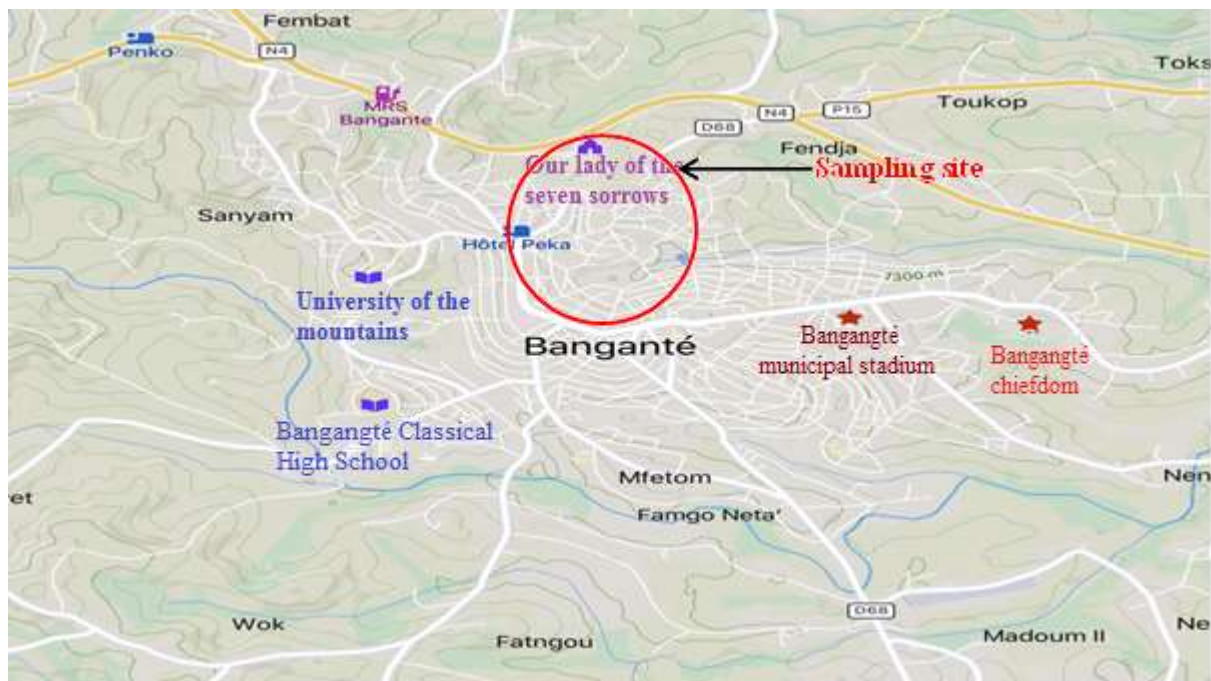 Fembat
Penko
N4
Toks
MRS
Bangante
D68
N4
P15
Toukop
Fendja
Our lady of the
seven sorrows
Sampling site
Sanyam
Hôtel Peka
7300 m
University of the
mountains
Banganté
Bangangté
municipal stadium
Bangangté
chiefdom
Bangangté Classical
High School
Mfetom
Nen
et
Famgo Neta'
D68
Wok
Fatngou
Madoum II
Ne